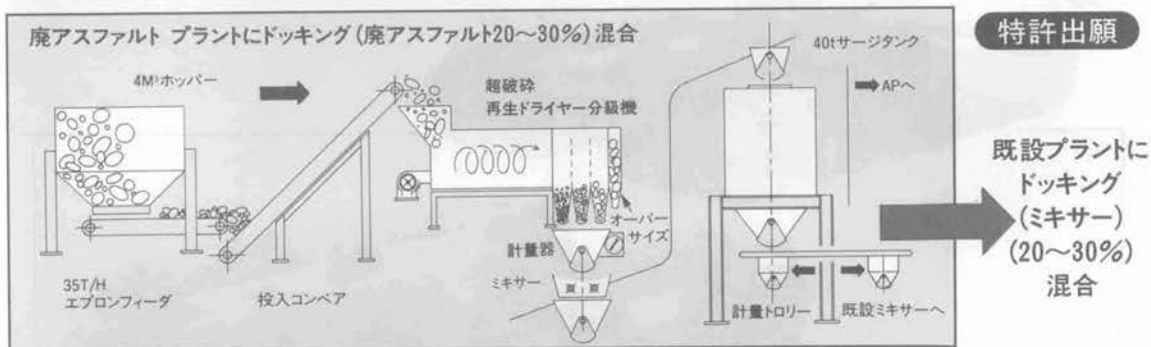 廃アスファルト プラントにドッキング(廃アスファルト20〜30%)混合
4M³ホッパー
超破砕
再生ドライヤー分級機
オーバー
サイズ
計量器
ミキサー
35T/H
エプロンフィーダ
投入コンベア
40tサージタンク
➡APへ
計量トロリー
既設ミキサーへ
特許出願
既設プラントに
ドッキング
(ミキサー)
(20〜30%)
混合